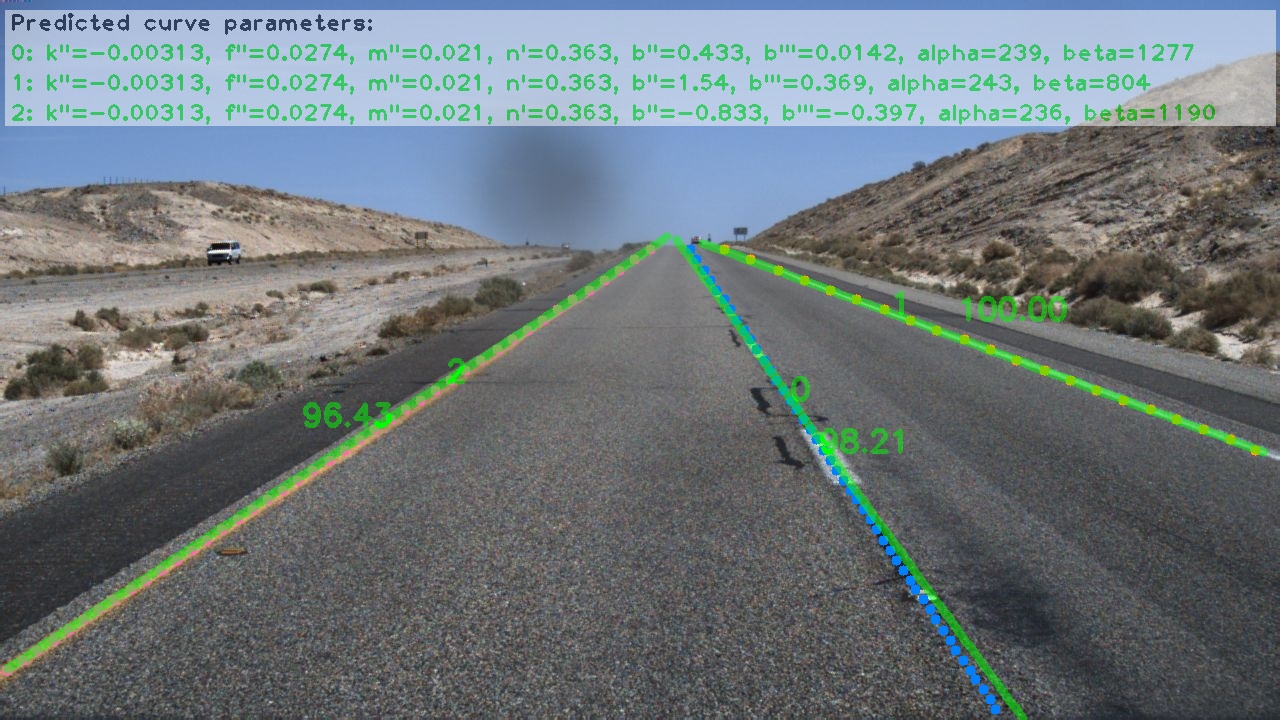 Predicted curve parameters:
0: k''=-0.00313, f''=0.0274, m''=0.021, n'=0.363, b''=0.433, b'''=0.0142, alpha=239, beta=1277
1: k''=-0.00313, f''=0.0274, m''=0.021, n'=0.363, b''=1.54, b'''=0.369, alpha=243, beta=804
2: k''=-0.00313, f''=0.0274, m''=0.021, n'=0.363, b''=-0.833, b'''=-0.397, alpha=236, beta=1190
1 100.00
2
0
96.43
98.21